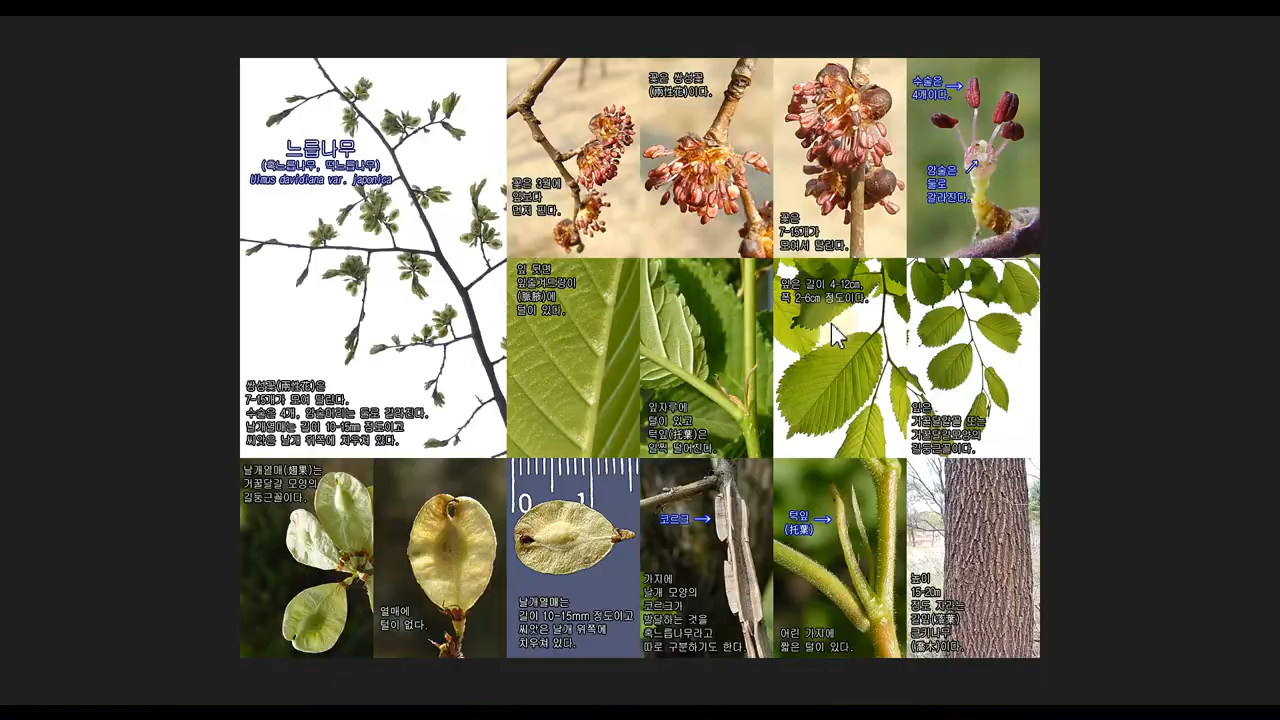 느릅나무
(혹느릅나무, 떡느릅나무)
Ulmus davidiana var. japonica
쌍성꽃(兩性花)은
7-15개가 모여 달린다.
수술은 4개, 암술머리는 둘로 갈라진다.
날개열매는 길이 10-15mm 정도이고
씨앗은 날개 위쪽에 치우쳐 있다.
꽃은 3월에
잎보다
먼저 핀다.
꽃은 쌍성꽃
(兩性花)이다.
꽃은
7-15개가
모여서 달린다.
수술은
4개이다.
암술은
둘로
갈라진다.
잎 뒷면
잎줄겨드랑이
(脈腋)에
털이 있다.
잎자루에
털이 있고
턱잎(托葉)은
일찍 떨어진다.
잎은 길이 4-12cm,
폭 2-6cm 정도이다.
잎은
거꿀달걀꼴 또는
거꿀달걀모양의
길둥근꼴이다.
날개열매(翅果)는
거꿀달걀 모양의
길둥근꼴이다.
열매에
털이 없다.
0 1
날개열매는
길이 10-15mm 정도이고
씨앗은 날개 위쪽에
치우쳐 있다.
코르크
가지에
날개 모양의
코르크가
발달하는 것을
혹느릅나무라고
따로 구분하기도 한다.
턱잎
(托葉)
어린 가지에
짧은 털이 있다.
높이
15-20m
정도 자라는
갈잎(落葉)
큰키나무
(喬木)이다.